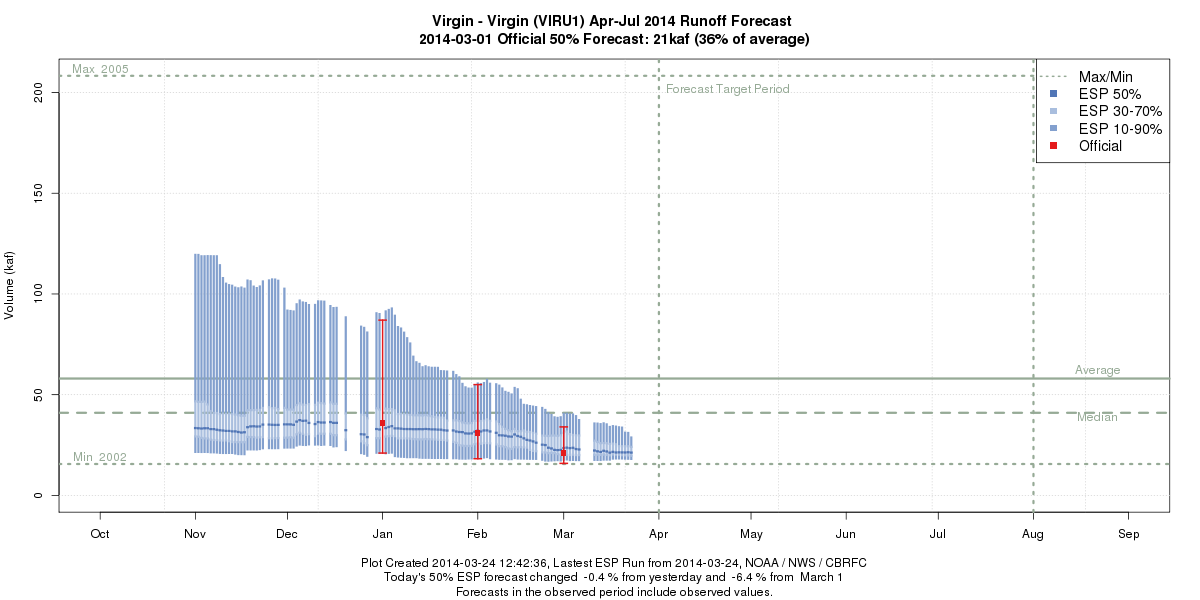 Virgin - Virgin (VIRU1) Apr-Jul 2014 Runoff Forecast
2014-03-01 Official 50% Forecast: 21kaf (36% of average)
Max 2005
Forecast Target Period
Max/Min
ESP 50%
ESP 30-70%
ESP 10-90%
Official
Volume (kaf)
200
150
100
50
0
Average
Median
Min 2002
Oct Nov Dec Jan Feb Mar Apr May Jun Jul Aug Sep
Plot Created 2014-03-24 12:42:36, Lastest ESP Run from 2014-03-24, NOAA / NWS / CBRFC
Today's 50% ESP forecast changed -0.4 % from yesterday and -6.4 % from March 1
Forecasts in the observed period include observed values.